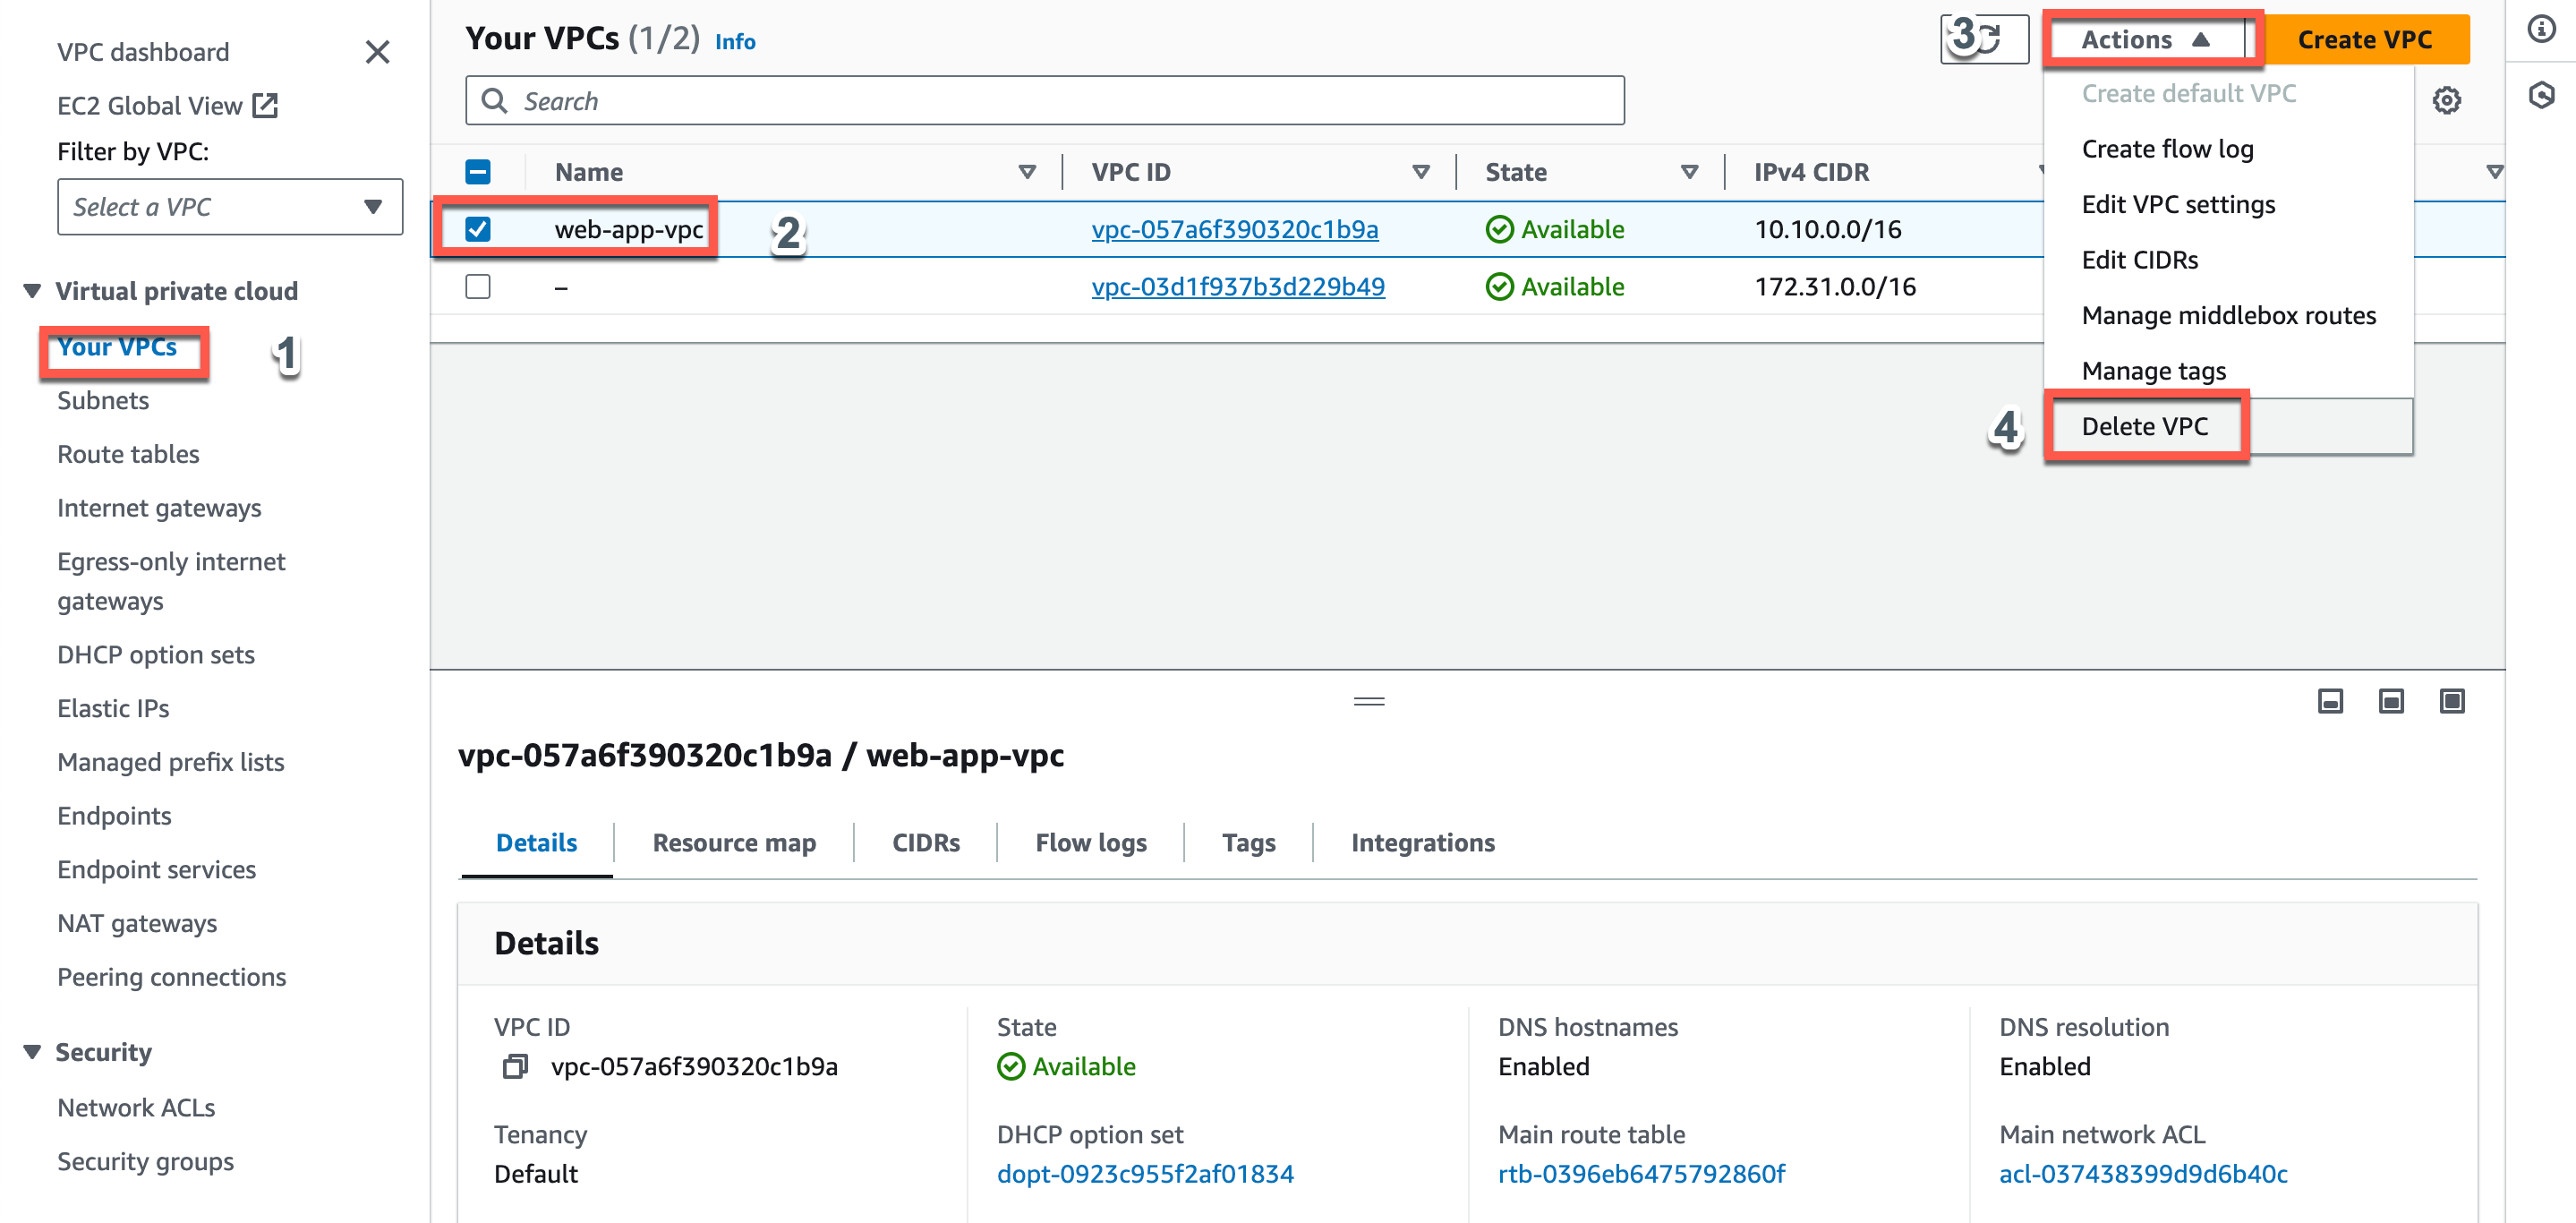 VPC dashboard
EC2 Global View
Filter by VPC:
Select a VPC
Virtual private cloud
Your VPCs
1
Subnets
Route tables
Internet gateways
Egress-only internet
gateways
DHCP option sets
Elastic IPs
Managed prefix lists
Endpoints
Endpoint services
NAT gateways
Peering connections
Security
Network ACLs
Security groups
Your VPCs (1/2) Info
3
Actions
Create VPC
Search
Name VPC ID State IPv4 CIDR
web-app-vpc 2 vpc-057a6f390320c1b9a Available 10.10.0.0/16
– vpc-03d1f937b3d229b49 Available 172.31.0.0/16
Create default VPC
Create flow log
Edit VPC settings
Edit CIDRs
Manage middlebox routes
Manage tags
4 Delete VPC
vpc-057a6f390320c1b9a / web-app-vpc
Details Resource map CIDRs Flow logs Tags Integrations
Details
VPC ID
vpc-057a6f390320c1b9a
State
Available
DNS hostnames
Enabled
DNS resolution
Enabled
Tenancy
Default
DHCP option set
dopt-0923c955f2af01834
Main route table
rtb-0396eb6475792860f
Main network ACL
acl-037438399d9d6b40c